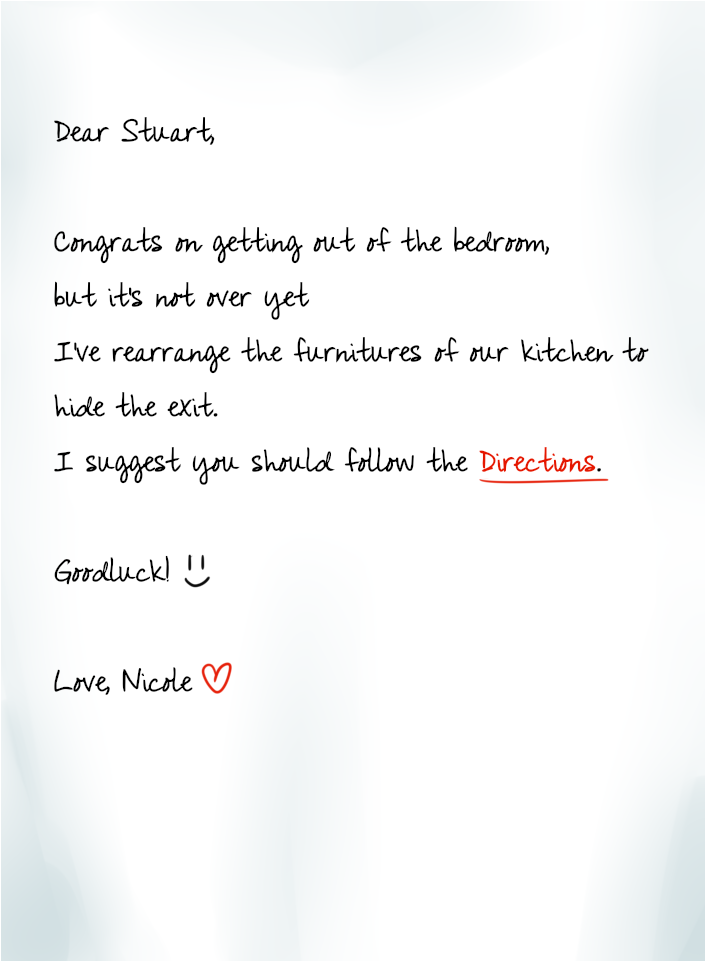 Dear Stuart,
Congrats on getting out of the bedroom,
but it's not over yet
I've rearrange the furnitures of our kitchen to
hide the exit.
I suggest you should follow the Directions.
Goodluck!
Love, Nicole